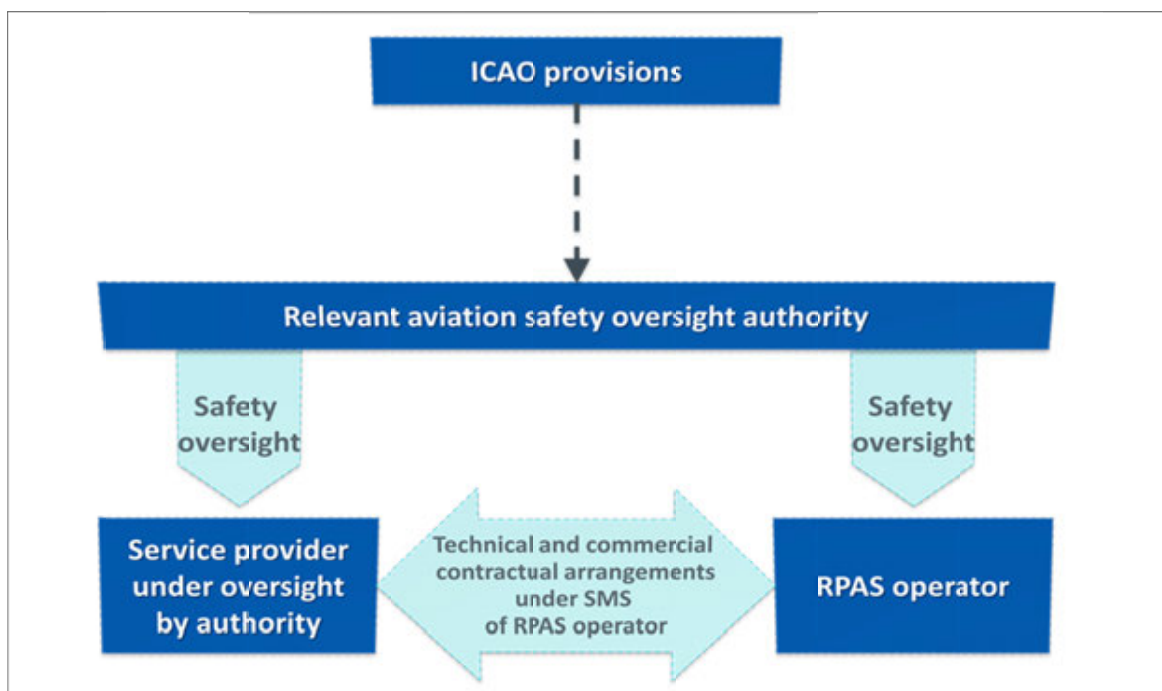 ICAO provisions
Relevant aviation safety oversight authority
Safety
oversight
Safety
oversight
Service provider
under oversight
by authority
Technical and commercial
contractual arrangements
under SMS
of RPAS operator
RPAS operator